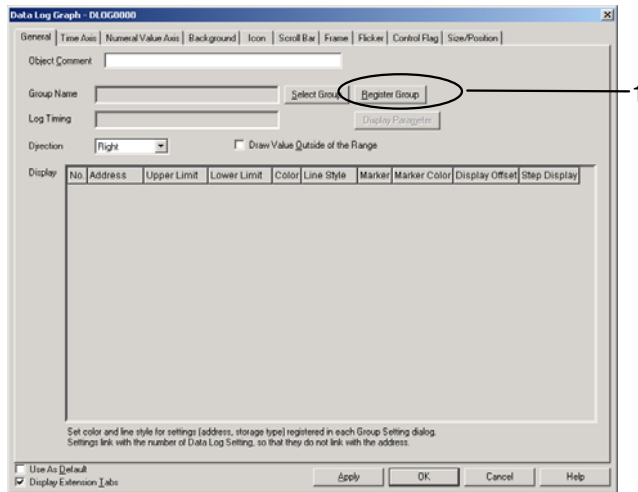 Data Log Graph - DLOG0000
General Time Axis Numeral Value Axis Background Icon Scroll Bar Frame Flicker Control Flag Size/Position
Object Comment
Group Name Select Group Register Group 1
Log Timing Display Parameter
Direction Right Draw Value Outside of the Range
Display No. Address Upper Limit Lower Limit Color Line Style Marker Marker Color Display Offset Step Display
Set color and line style for settings (address, storage type) registered in each Group Setting dialog.
Settings link with the number of Data Log Setting, so that they do not link with the address.
Use As Default
Display Extension Tabs Apply OK Cancel Help